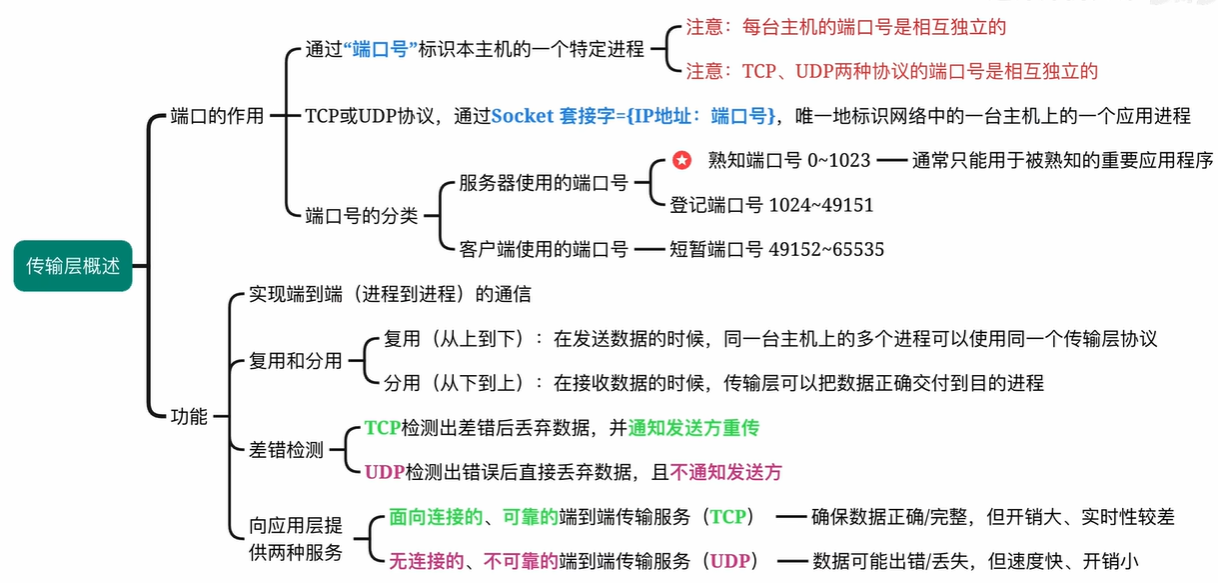 传输层概述
端口的作用
通过“端口号”标识本主机的一个特定进程
注意：每台主机的端口号是相互独立的
注意：TCP、UDP两种协议的端口号是相互独立的
TCP或UDP协议，通过Socket 套接字={IP地址：端口号}，唯一地标识网络中的一台主机上的一个应用进程
端口号的分类
服务器使用的端口号
熟知端口号 0~1023
通常只能用于被熟知的重要应用程序
登记端口号 1024~49151
客户端使用的端口号
短暂端口号 49152~65535
功能
实现端到端（进程到进程）的通信
复用和分用
复用（从上到下）：在发送数据的时候，同一台主机上的多个进程可以使用同一个传输层协议
分用（从下到上）：在接收数据的时候，传输层可以把数据正确交付到目的进程
差错检测
TCP检测出差错后丢弃数据，并通知发送方重传
UDP检测出错误后直接丢弃数据，且不通知发送方
向应用层提
供两种服务
面向连接的、可靠的端到端传输服务（TCP）
确保数据正确/完整，但开销大、实时性较差
无连接的、不可靠的端到端传输服务（UDP）
数据可能出错/丢失，但速度快、开销小